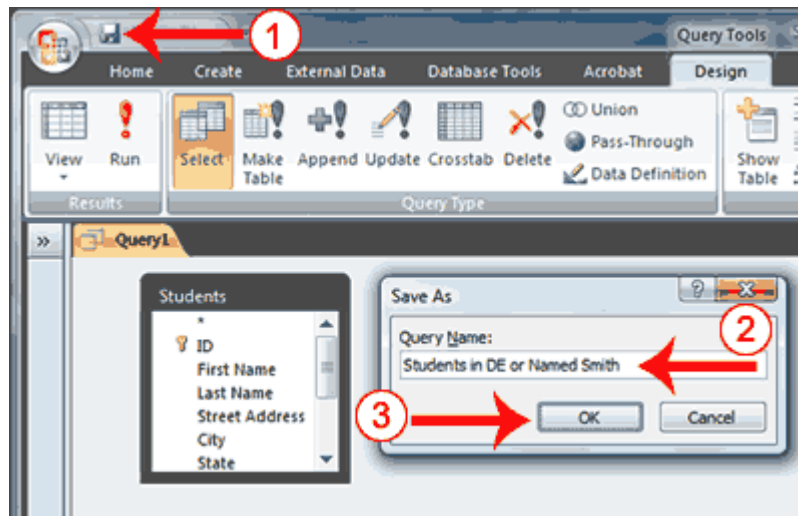 1
Query Tools
Home Create External Data Database Tools Acrobat Design
View Run Select Make Table Append Update Crosstab Delete
Union
Pass-Through
Data Definition
Show Table
Results Query Type
» Query1
Students
*
ID
First Name
Last Name
Street Address
City
State
Save As
?
2
Query Name:
Students in DE or Named Smith
3
OK Cancel